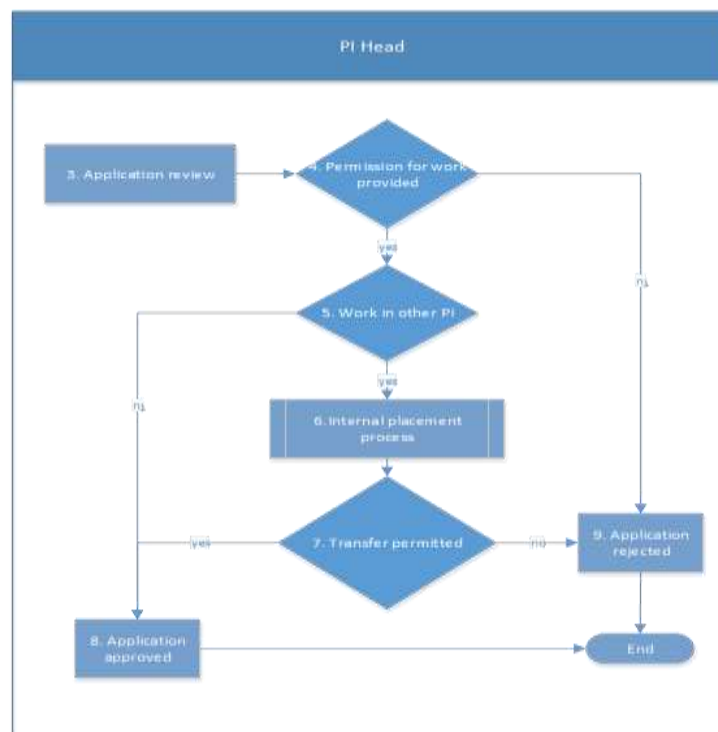 PI Head
3. Application review
4. Permission for work
provided
yes
5. Work in other PI
yes
6. Internal placement
process
7. Transfer permitted
yes
no
9. Application
rejected
8. Application
approved
End